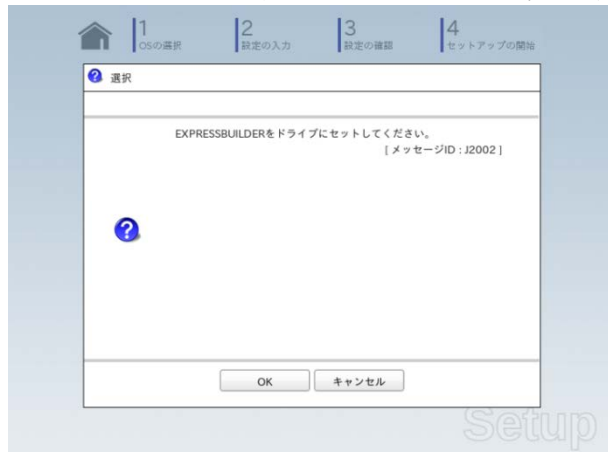 1
OSの選択
2
設定の入力
3
設定の確認
4
セットアップの開始
選択
EXPRESSBUILDERをドライブにセットしてください。
[ メッセージID : J2002 ]
OK
キャンセル
Setup